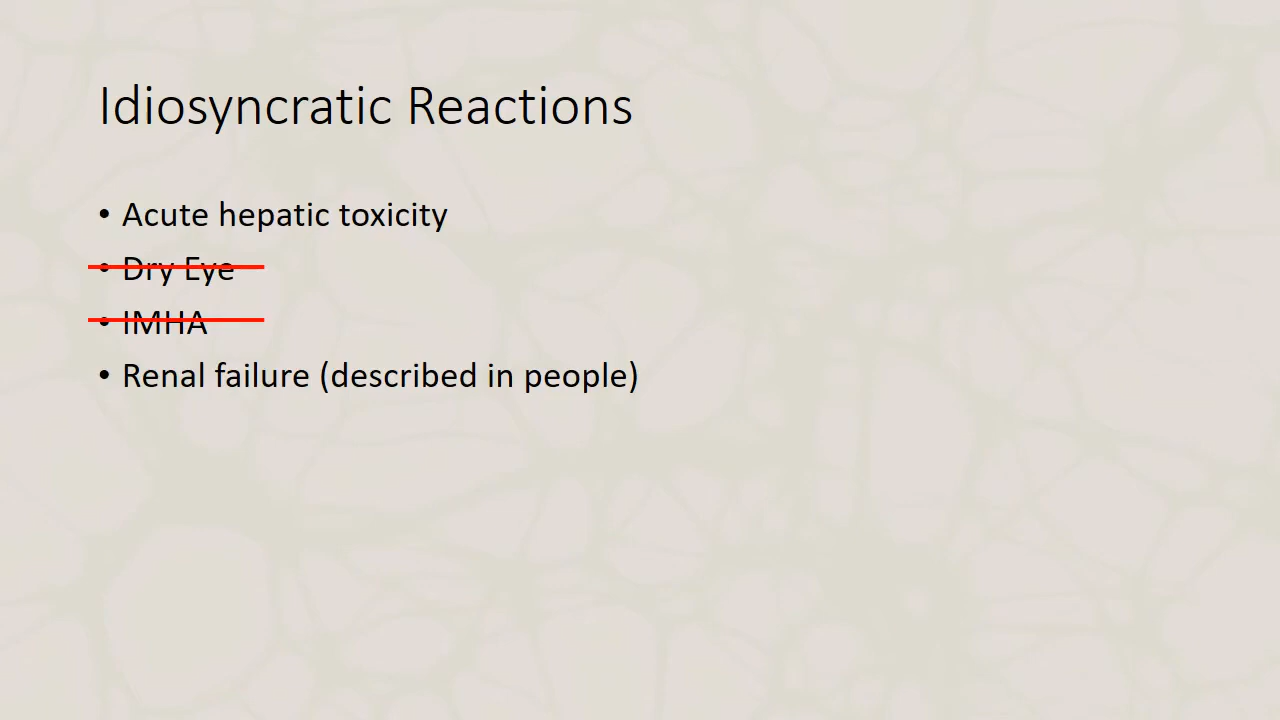 Idiosyncratic Reactions
• Acute hepatic toxicity
• Dry Eye
• IMHA
• Renal failure (described in people)